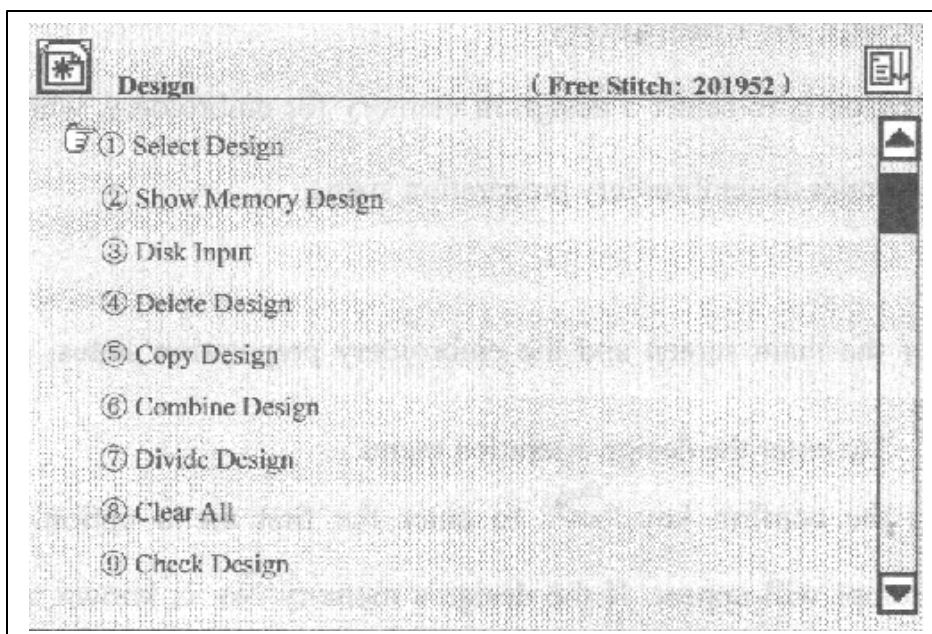 Design (Free Stitch: 201952)
① Select Design
② Show Memory Design
③ Disk Input
④ Delete Design
⑤ Copy Design
⑥ Combine Design
⑦ Divide Design
⑧ Clear All
⑨ Check Design